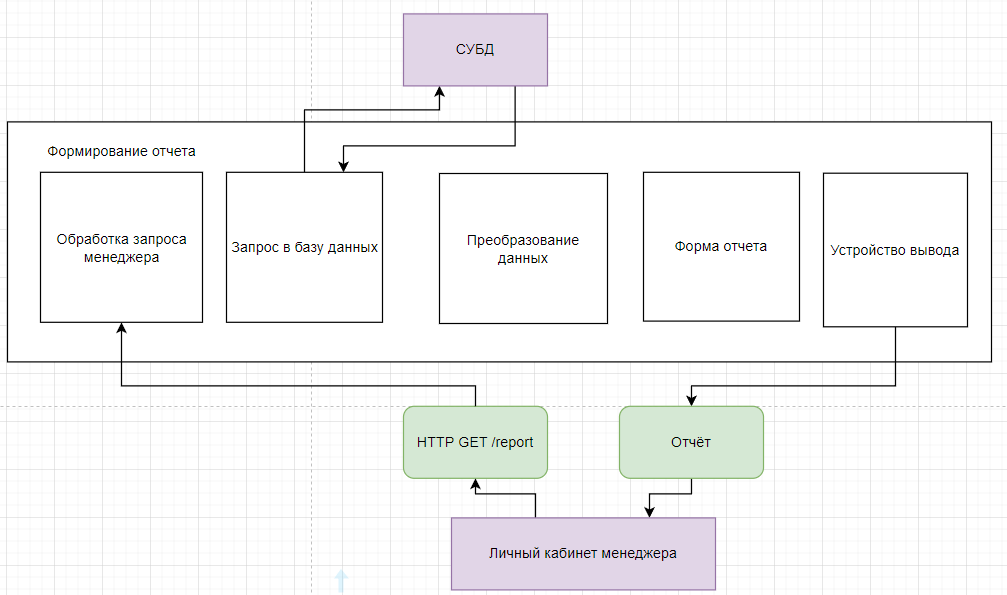 СУБД
Формирование отчета
Обработка запроса
менеджера
Запрос в базу данных
Преобразование
данных
Форма отчета
Устройство вывода
HTTP GET /report
Отчёт
Личный кабинет менеджера